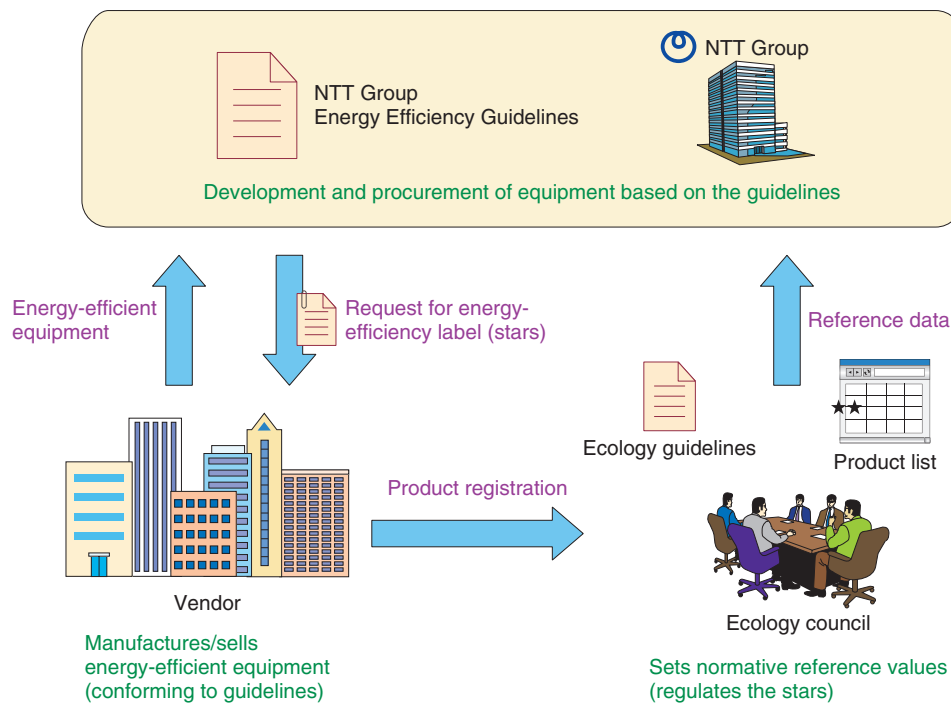 NTT Group
Energy Efficiency Guidelines
NTT Group
Development and procurement of equipment based on the guidelines
Energy-efficient
equipment
Request for energy-
efficiency label (stars)
Reference data
Ecology guidelines
Product list
Product registration
Vendor
Ecology council
Manufactures/sells
energy-efficient equipment
(conforming to guidelines)
Sets normative reference values
(regulates the stars)